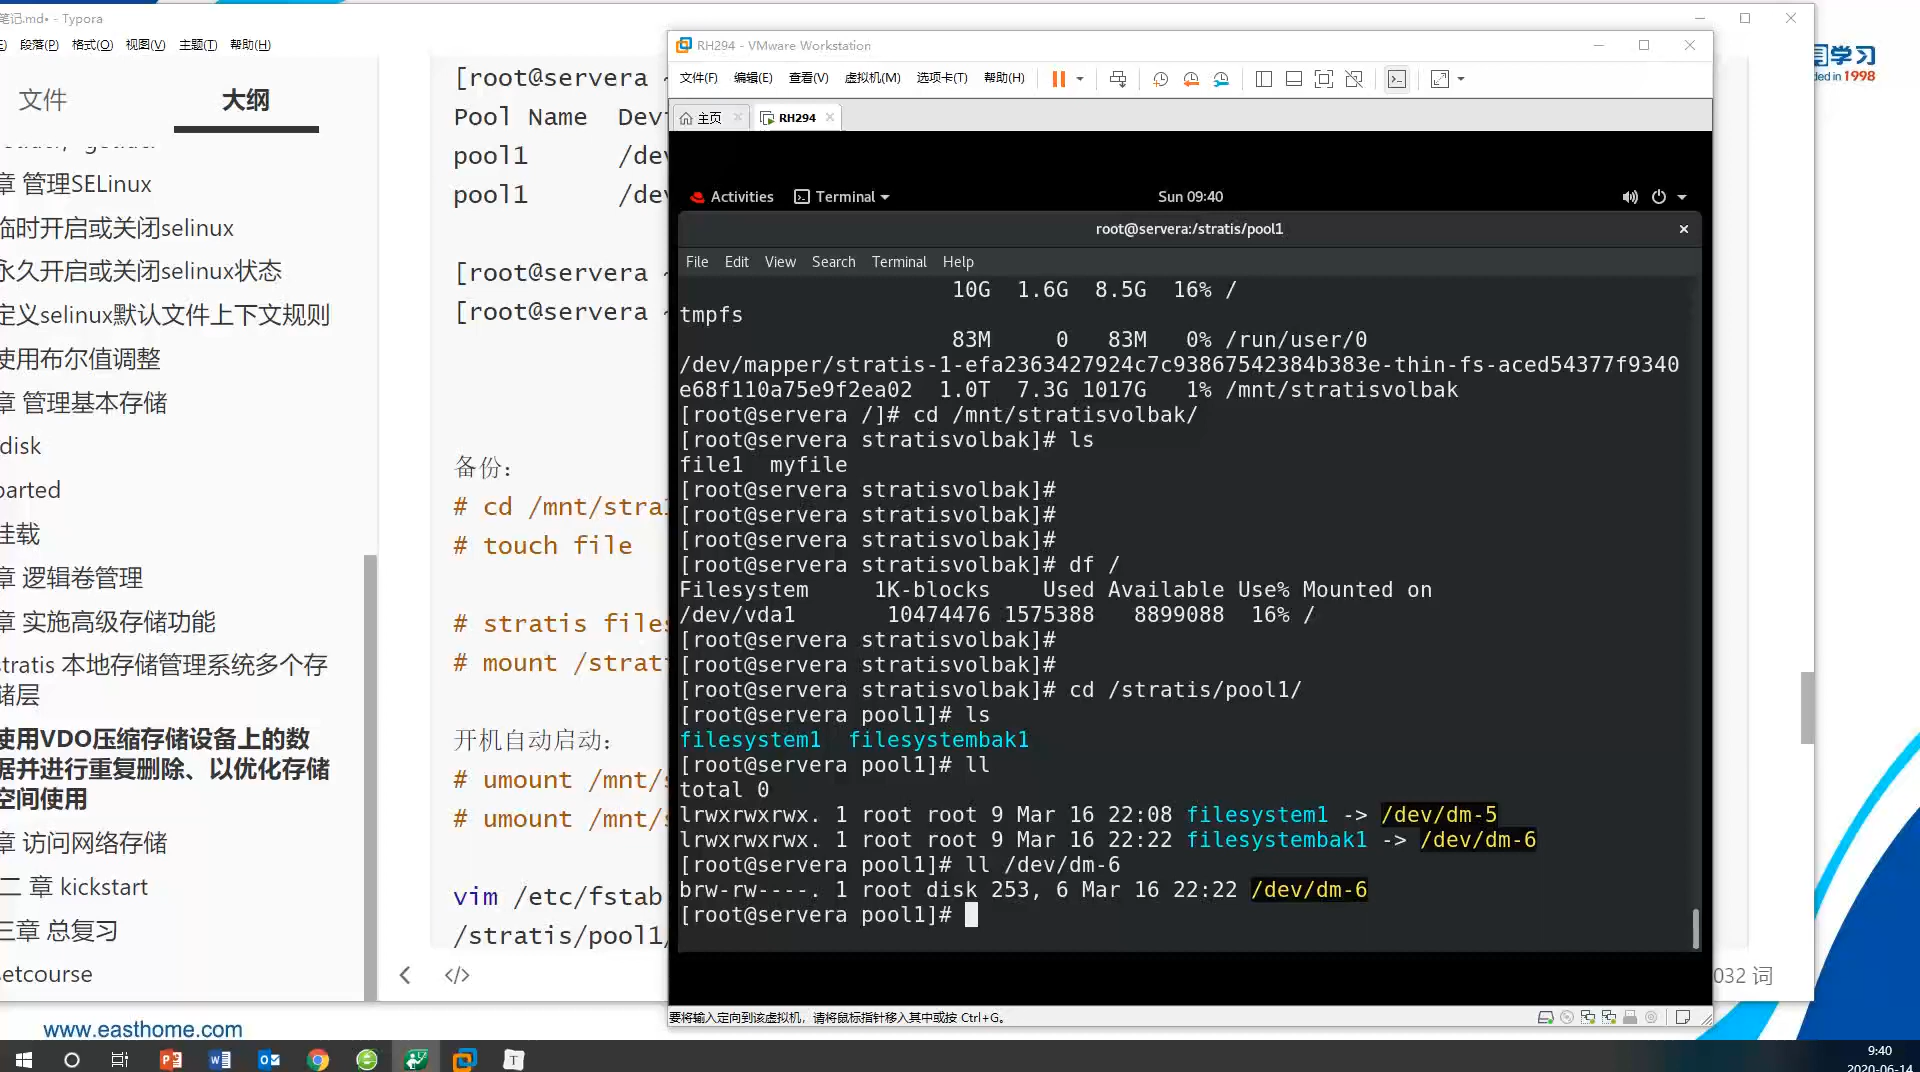 笔记.md• - Typora
段落(P) 格式(O) 视图(V) 主题(T) 帮助(H)
文件 大纲
章 管理SELinux
临时开启或关闭selinux
永久开启或关闭selinux状态
定义selinux默认文件上下文规则
使用布尔值调整
章 管理基本存储
disk
parted
挂载
章 逻辑卷管理
章 实施高级存储功能
stratis 本地存储管理系统多个存
储层
使用VDO压缩存储设备上的数
据并进行重复删除、以优化存储
空间使用
章 访问网络存储
二 章 kickstart
三章 总复习
setcourse
[root@servera
Pool Name Dev
pool1 /dev
pool1 /dev
[root@servera
[root@servera
备份：
# cd /mnt/strat
# touch file
# stratis files
# mount /strat
开机自动启动：
# umount /mnt/s
# umount /mnt/s
vim /etc/fstab
/stratis/pool1/
</>
032 词
RH294 - VMware Workstation
文件(F) 编辑(E) 查看(V) 虚拟机(M) 选项卡(T) 帮助(H)
主页 RH294
Activities Terminal Sun 09:40
root@servera:/stratis/pool1
File Edit View Search Terminal Help
10G 1.6G 8.5G 16% /
tmpfs
83M 0 83M 0% /run/user/0
/dev/mapper/stratis-1-efa2363427924c7c93867542384b383e-thin-fs-aced54377f9340
e68f110a75e9f2ea02 1.0T 7.3G 1017G 1% /mnt/stratisvolbak
[root@servera /]# cd /mnt/stratisvolbak/
[root@servera stratisvolbak]# ls
file1 myfile
[root@servera stratisvolbak]#
[root@servera stratisvolbak]#
[root@servera stratisvolbak]#
[root@servera stratisvolbak]# df /
Filesystem 1K-blocks Used Available Use% Mounted on
/dev/vda1 10474476 1575388 8899088 16% /
[root@servera stratisvolbak]#
[root@servera stratisvolbak]#
[root@servera stratisvolbak]# cd /stratis/pool1/
[root@servera pool1]# ls
filesystem1 filesystembak1
[root@servera pool1]# ll
total 0
lrwxrwxrwx. 1 root root 9 Mar 16 22:08 filesystem1 -> /dev/dm-5
lrwxrwxrwx. 1 root root 9 Mar 16 22:22 filesystembak1 -> /dev/dm-6
[root@servera pool1]# ll /dev/dm-6
brw-rw----. 1 root disk 253, 6 Mar 16 22:22 /dev/dm-6
[root@servera pool1]#
要将输入定向到该虚拟机，请将鼠标指针移入其中或按 Ctrl+G。
学习
ded in 1998
www.easthome.com
9:40
2020-06-14